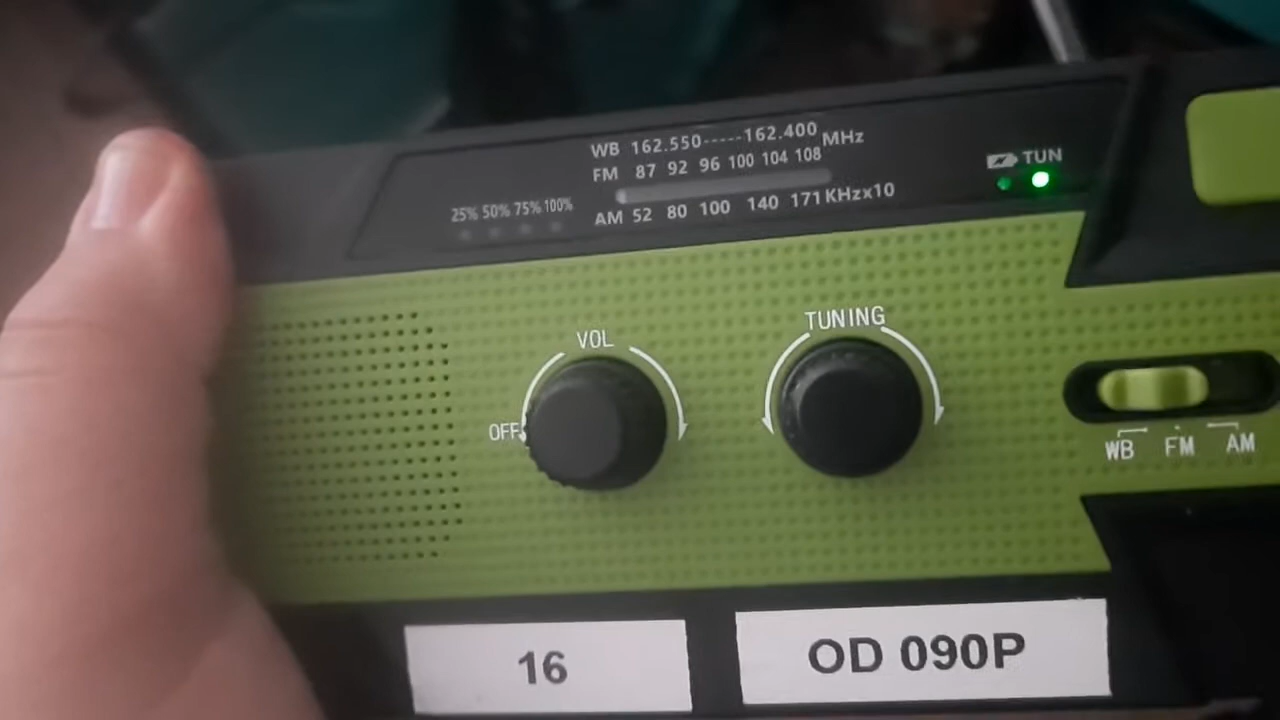 WB 162.550-----162.400 MHz
FM 87 92 96 100 104 108
AM 52 80 100 140 171 KHzx10
25% 50% 75% 100%
TUN
VOL
OFF
TUNING
WB FM AM
16
OD 090P